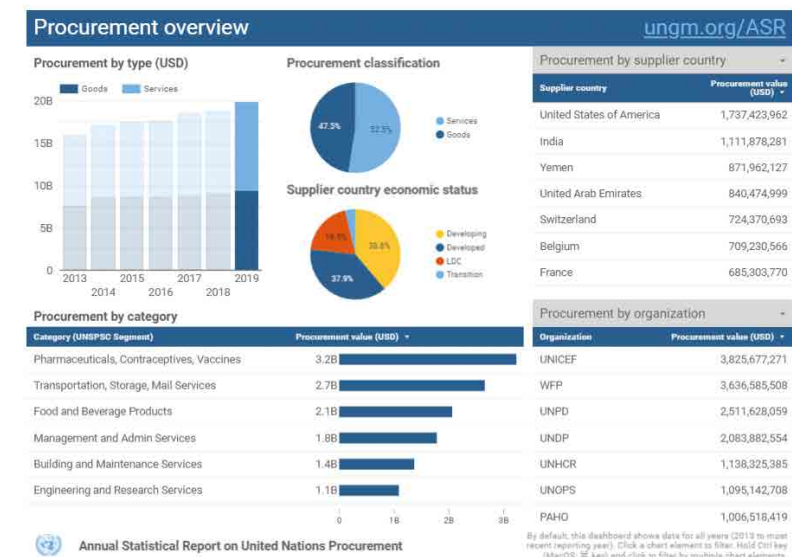 Procurement overview
ungm.org/ASR
Procurement by type (USD)
Goods
Services
20B
15B
10B
5B
0
2013
2015
2017
2019
2014
2016
2018
Procurement classification
47.5%
52.5%
Services
Goods
Supplier country economic status
38.6%
37.9%
Developing
Developed
LDC
Transition
Procurement by supplier country
Supplier country Procurement value (USD)
United States of America 1,737,423,962
India 1,111,878,281
Yemen 871,962,127
United Arab Emirates 840,474,999
Switzerland 724,370,693
Belgium 709,230,566
France 685,303,770
Procurement by category
Category (UNSPSC Segment) Procurement value (USD)
Pharmaceuticals, Contraceptives, Vaccines 3.2B
Transportation, Storage, Mail Services 2.7B
Food and Beverage Products 2.1B
Management and Admin Services 1.8B
Building and Maintenance Services 1.4B
Engineering and Research Services 1.1B
0 1B 2B 3B
Procurement by organization
Organization Procurement value (USD)
UNICEF 3,825,677,271
WFP 3,636,585,508
UNPD 2,511,628,059
UNDP 2,083,882,554
UNHCR 1,138,325,385
UNOPS 1,095,142,708
PAHO 1,006,518,419
Annual Statistical Report on United Nations Procurement
By default, this dashboard shows data for all years (2013 to most
recent reporting year). Click a chart element to filter. Hold Ctrl key
(MacOS: ⌘ key) and click to filter by multiple chart elements.